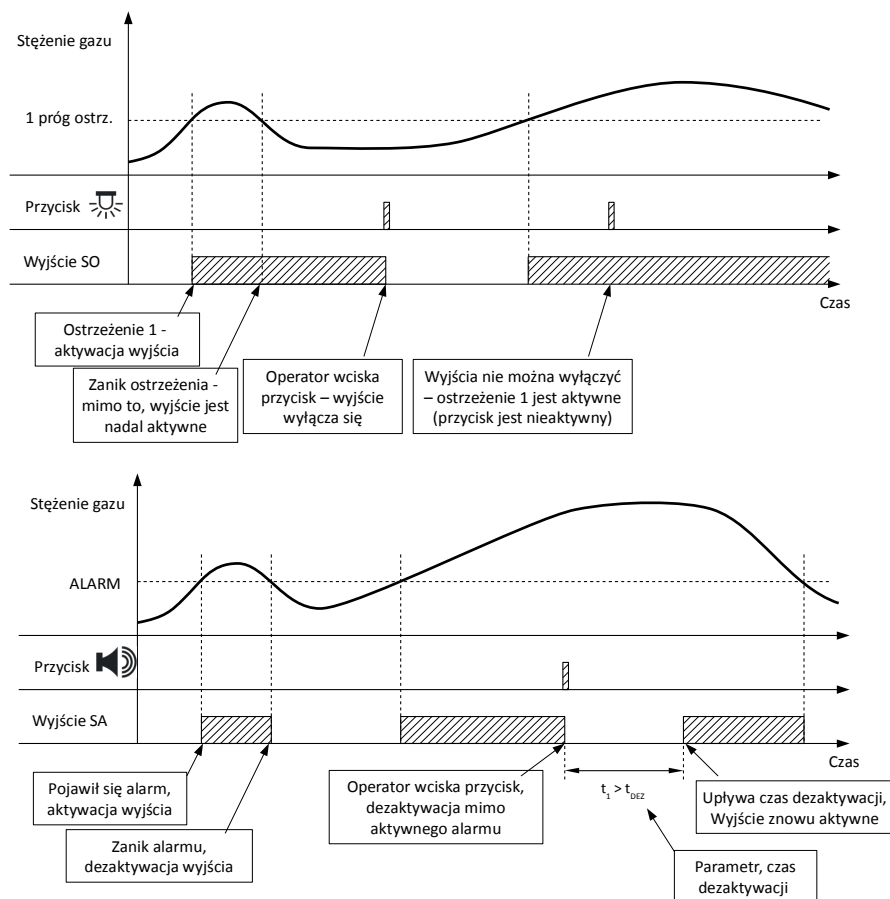 Stężenie gazu
1 próg ostrz.
Przycisk
Wyjście SO
Czas
Ostrzeżenie 1 -
aktywacja wyjścia
Zanik ostrzeżenia -
mimo to, wyjście jest
nadal aktywne
Operator wciska
przycisk – wyjście
wyłącza się
Wyjścia nie można wyłączyć
– ostrzeżenie 1 jest aktywne
(przycisk jest nieaktywny)
Stężenie gazu
ALARM
Przycisk
Wyjście SA
Czas
Pojawił się alarm,
aktywacja wyjścia
Zanik alarmu,
dezaktywacja wyjścia
Operator wciska przycisk,
dezaktywacja mimo
aktywnego alarmu
t₁ > t_DEZ
Upływa czas dezaktywacji,
Wyjście znowu aktywne
Parametr, czas
dezaktywacji